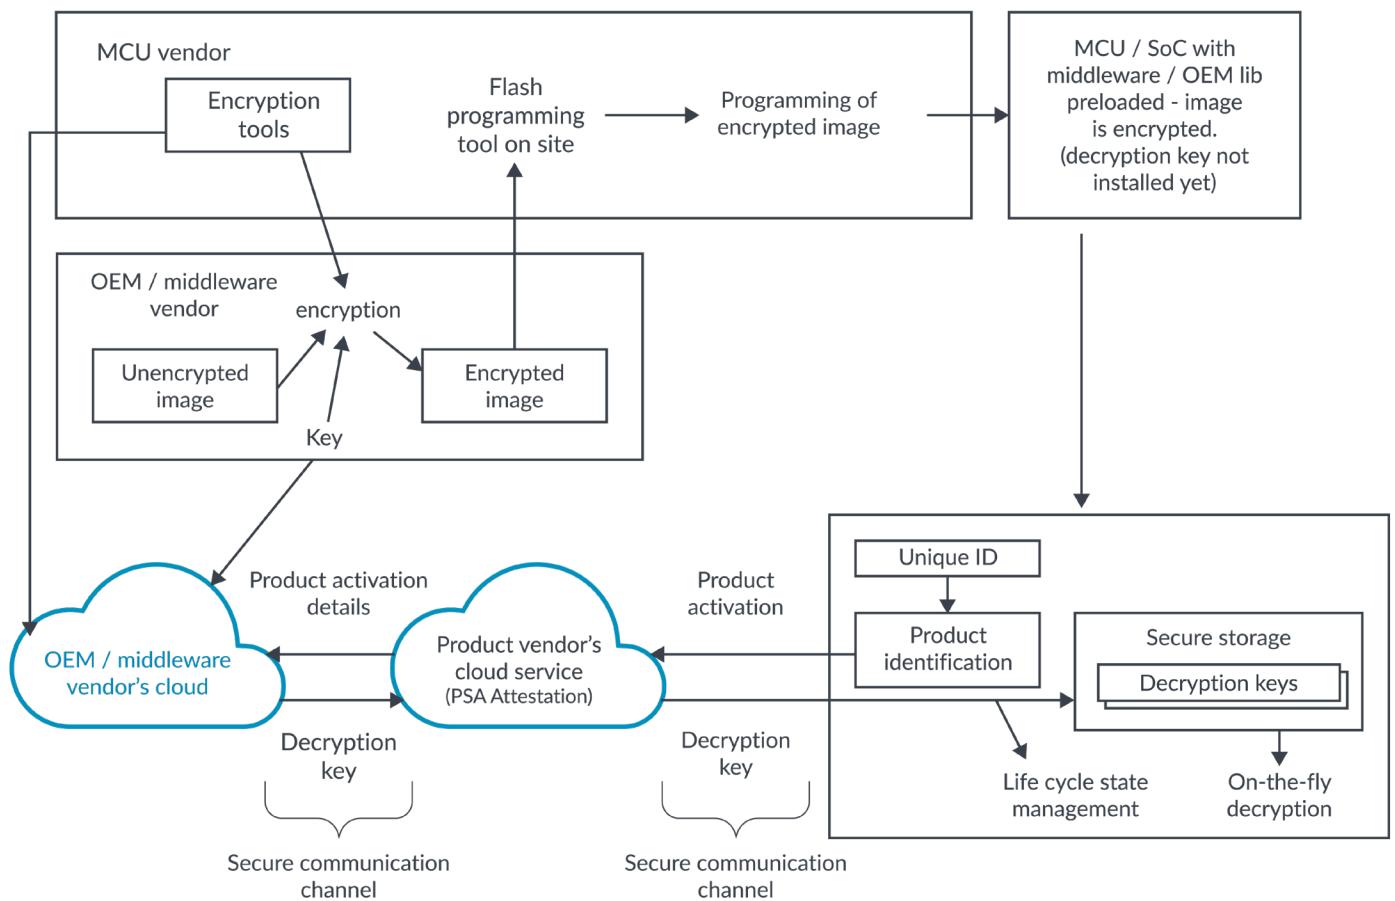 MCU vendor
Encryption
tools
Flash
programming
tool on site
Programming of
encrypted image
MCU / SoC with
middleware / OEM lib
preloaded - image
is encrypted.
(decryption key not
installed yet)
OEM / middleware
vendor
encryption
Unencrypted
image
Encrypted
image
Key
Product activation
details
Product
activation
Unique ID
Product
identification
Secure storage
Decryption keys
OEM / middleware
vendor's cloud
Product vendor's
cloud service
(PSA Attestation)
Decryption
key
Decryption
key
Life cycle state
management
On-the-fly
decryption
Secure communication
channel
Secure communication
channel